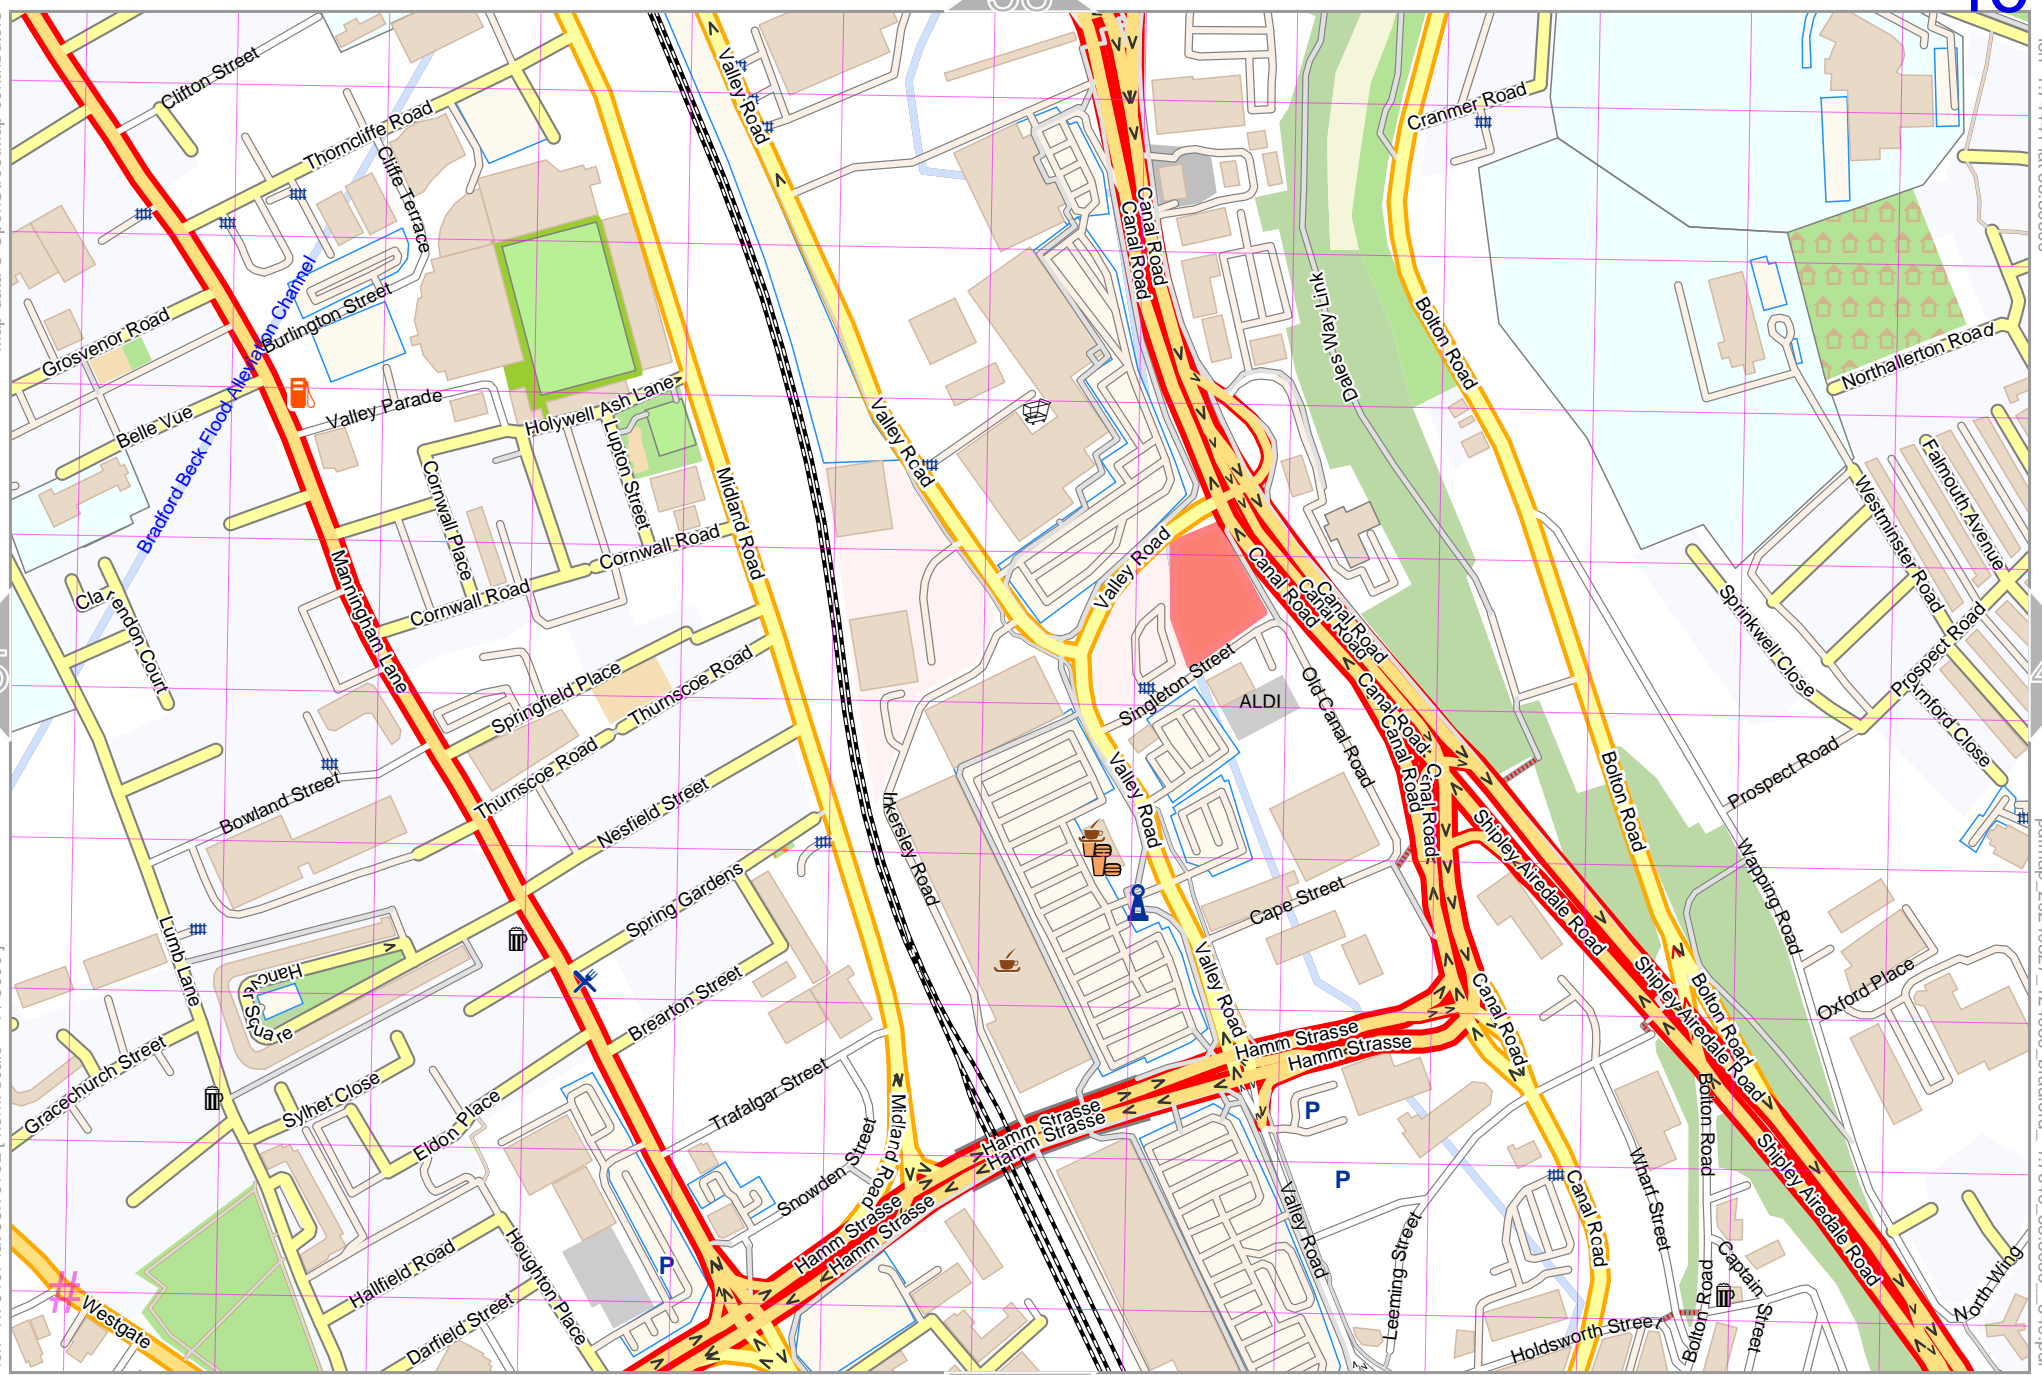 Clifton Street
Thorncliffe Road
Cliffe Terrace
Valley Road
Canal Road
Canal Road
Cranmer Road
Bolton Road
Dales Way Link
Grosvenor Road
Burlington Street
Bradford Beck Flood Alleviation Channel
Belle Vue
Valley Parade
Holywell Ash Lane
Lupton Street
Cornwall Place
Cornwall Road
Cornwall Road
Midland Road
Valley Road
Northallerton Road
Falmouth Avenue
Westminster Road
Sprinkwell Close
Prospect Road
Arnford Close
Prospect Road
Clarendon Court
Manningham Lane
Springfield Place
Thurnscoe Road
Thurnscoe Road
Nesfield Street
Bowland Street
Spring Gardens
Brearton Street
Lumb Lane
Hanover Square
Valley Road
Canal Road
Canal Road
Canal Road
Canal Road
Canal Road
Canal Road
Singleton Street
ALDI
Old Canal Road
Valley Road
Inkersley Road
Cape Street
Valley Road
Shipley Airedale Road
Shipley Airedale Road
Shipley Airedale Road
Bolton Road
Bolton Road
Bolton Road
Bolton Road
Wapping Road
Oxford Place
Gracechurch Street
Sylhet Close
Eldon Place
Trafalgar Street
Snowden Street
Midland Road
Hamm Strasse
Hamm Strasse
Hamm Strasse
Hamm Strasse
Hamm Strasse
Hamm Strasse
Canal Road
Canal Road
Valley Road
Leeming Street
Wharf Street
Captain Street
Holdsworth Street
North Wing
Hallfield Road
Houghton Place
Darfield Street
Westgate
P
P
P
#